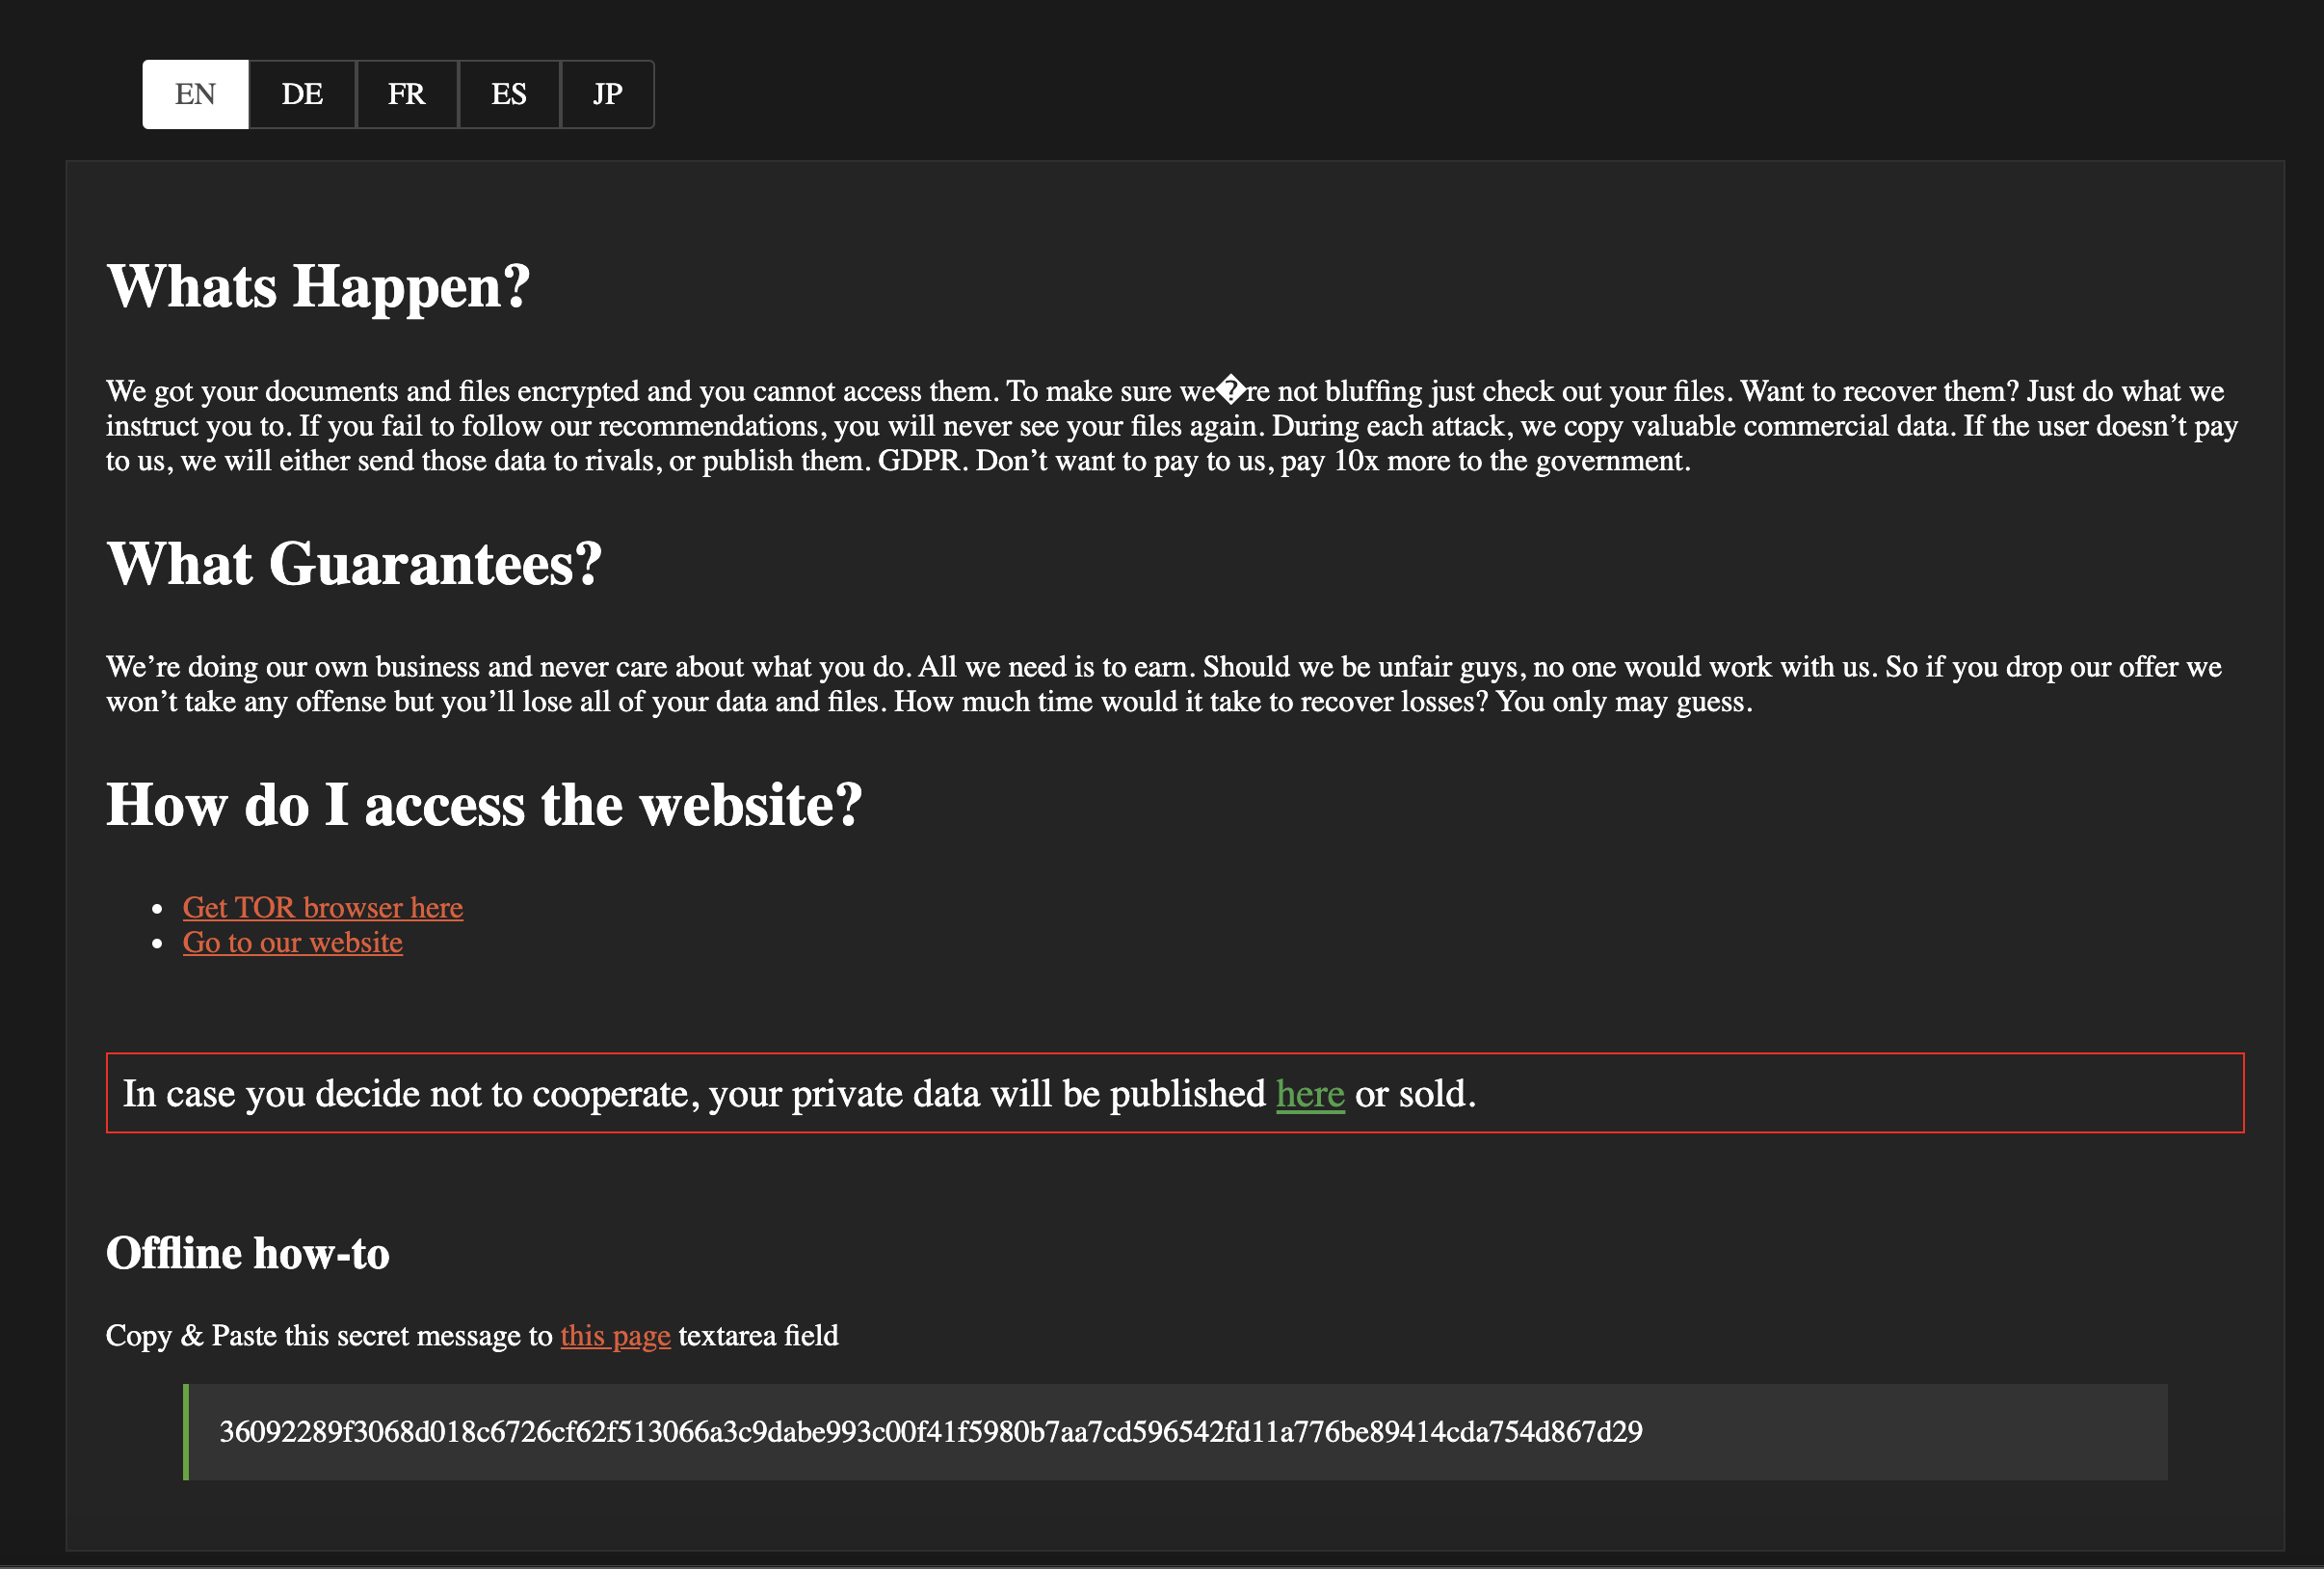 EN DE FR ES JP
Whats Happen?
We got your documents and files encrypted and you cannot access them. To make sure we�re not bluffing just check out your files. Want to recover them? Just do what we
instruct you to. If you fail to follow our recommendations, you will never see your files again. During each attack, we copy valuable commercial data. If the user doesn’t pay
to us, we will either send those data to rivals, or publish them. GDPR. Don’t want to pay to us, pay 10x more to the government.
What Guarantees?
We’re doing our own business and never care about what you do. All we need is to earn. Should we be unfair guys, no one would work with us. So if you drop our offer we
won’t take any offense but you’ll lose all of your data and files. How much time would it take to recover losses? You only may guess.
How do I access the website?
• Get TOR browser here
• Go to our website
In case you decide not to cooperate, your private data will be published here or sold.
Offline how-to
Copy & Paste this secret message to this page textarea field
36092289f3068d018c6726cf62f513066a3c9dabe993c00f41f5980b7aa7cd596542fd11a776be89414cda754d867d29